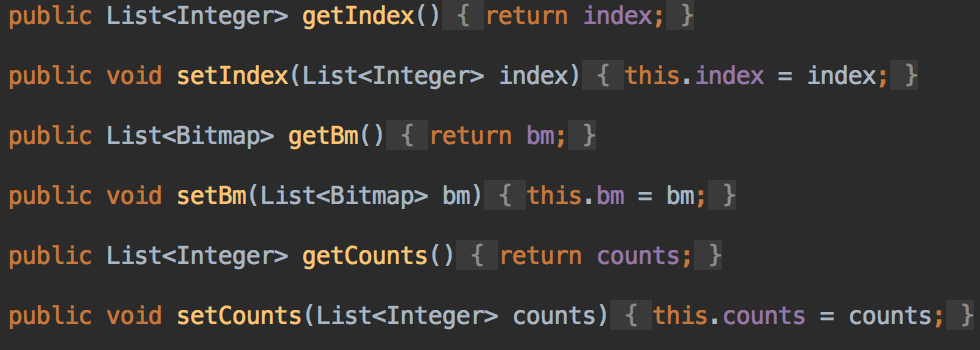 public List<Integer> getIndex() { return index; }
public void setIndex(List<Integer> index) { this.index = index; }
public List<Bitmap> getBm() { return bm; }
public void setBm(List<Bitmap> bm) { this.bm = bm; }
public List<Integer> getCounts() { return counts; }
public void setCounts(List<Integer> counts) { this.counts = counts; }